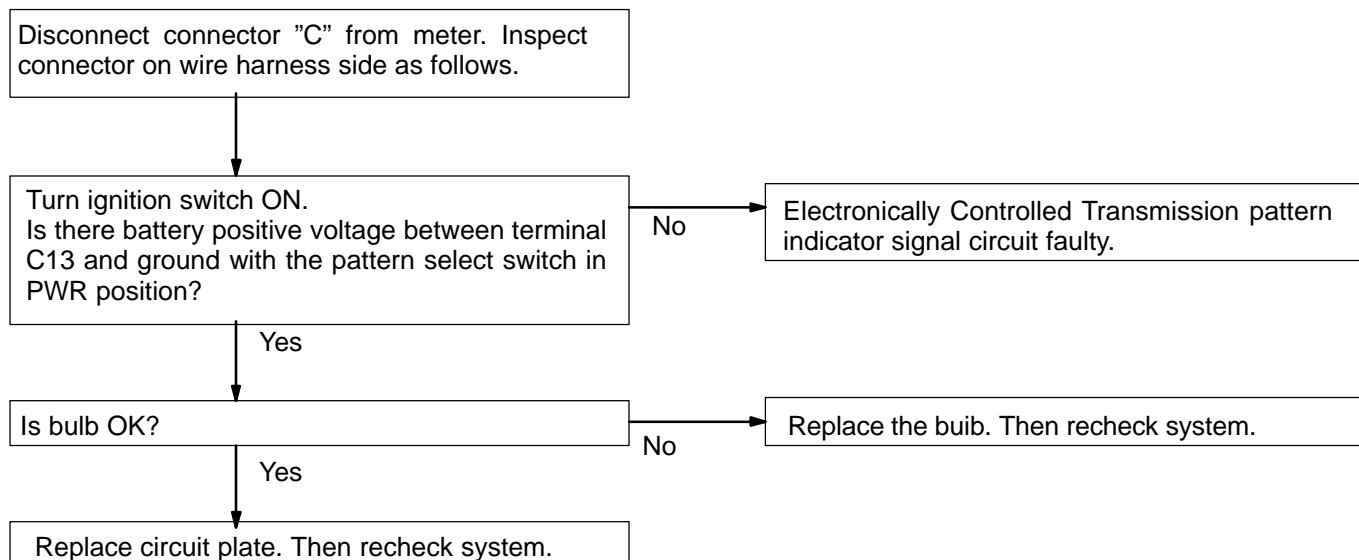 Disconnect connector ”C” from meter. Inspect
connector on wire harness side as follows.
Turn ignition switch ON.
Is there battery positive voltage between terminal
C13 and ground with the pattern select switch in
PWR position?
No
Electronically Controlled Transmission pattern
indicator signal circuit faulty.
Yes
Is bulb OK?
No
Replace the buib. Then recheck system.
Yes
Replace circuit plate. Then recheck system.